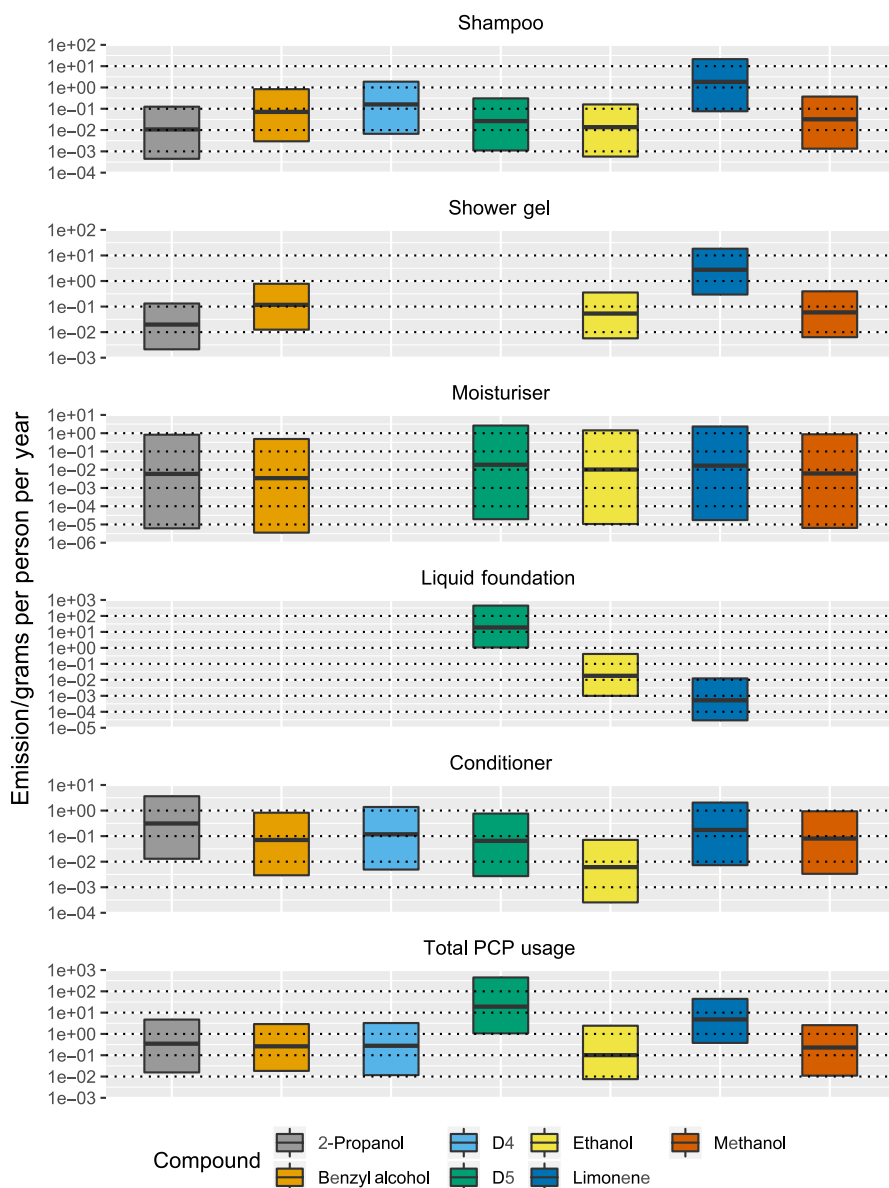 Emission/grams per person per year
Shampoo
1e+02
1e+01
1e+00
1e−01
1e−02
1e−03
1e−04
Shower gel
1e+02
1e+01
1e+00
1e−01
1e−02
1e−03
Moisturiser
1e+01
1e+00
1e−01
1e−02
1e−03
1e−04
1e−05
1e−06
Liquid foundation
1e+03
1e+02
1e+01
1e+00
1e−01
1e−02
1e−03
1e−04
1e−05
Conditioner
1e+01
1e+00
1e−01
1e−02
1e−03
1e−04
Total PCP usage
1e+03
1e+02
1e+01
1e+00
1e−01
1e−02
1e−03
Compound
2-Propanol
Benzyl alcohol
D4
D5
Ethanol
Limonene
Methanol